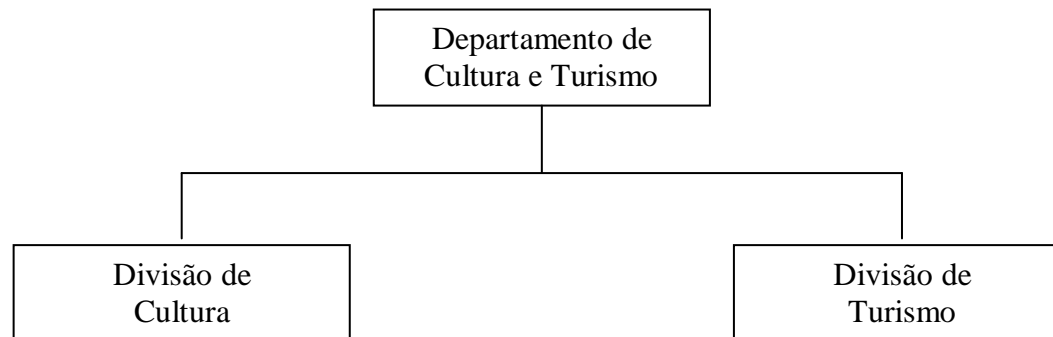 Departamento de
Cultura e Turismo
Divisão de
Cultura
Divisão de
Turismo